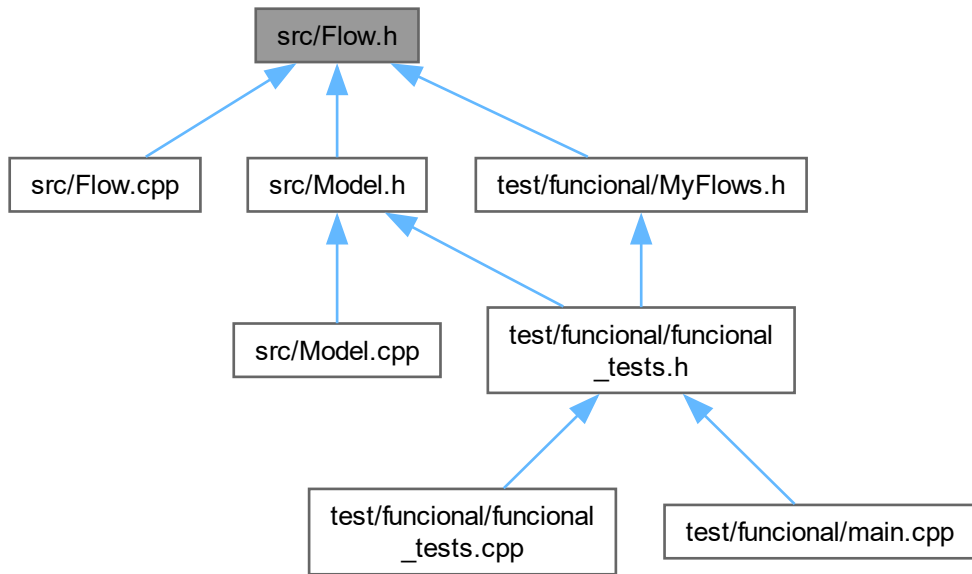 src/Flow.h
src/Flow.cpp
src/Model.h
test/funcional/MyFlows.h
src/Model.cpp
test/funcional/funcional
_tests.h
test/funcional/funcional
_tests.cpp
test/funcional/main.cpp